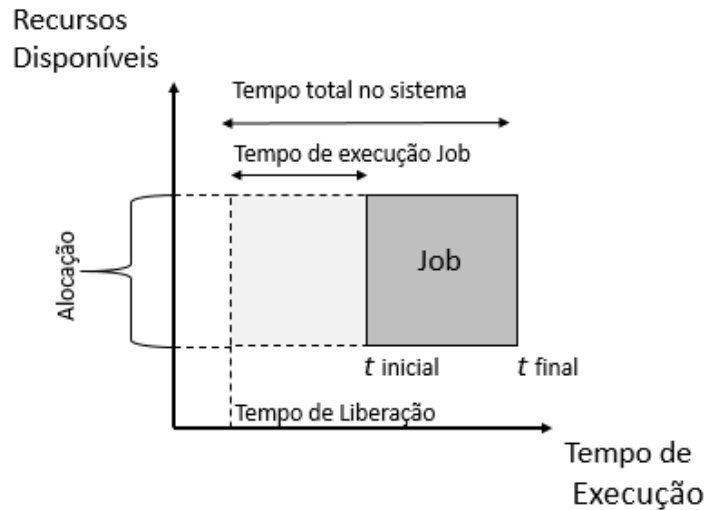 Recursos
Disponíveis
Tempo total no sistema
Tempo de execução Job
Alocação
Job
t inicial
t final
Tempo de Liberação
Tempo de
Execução